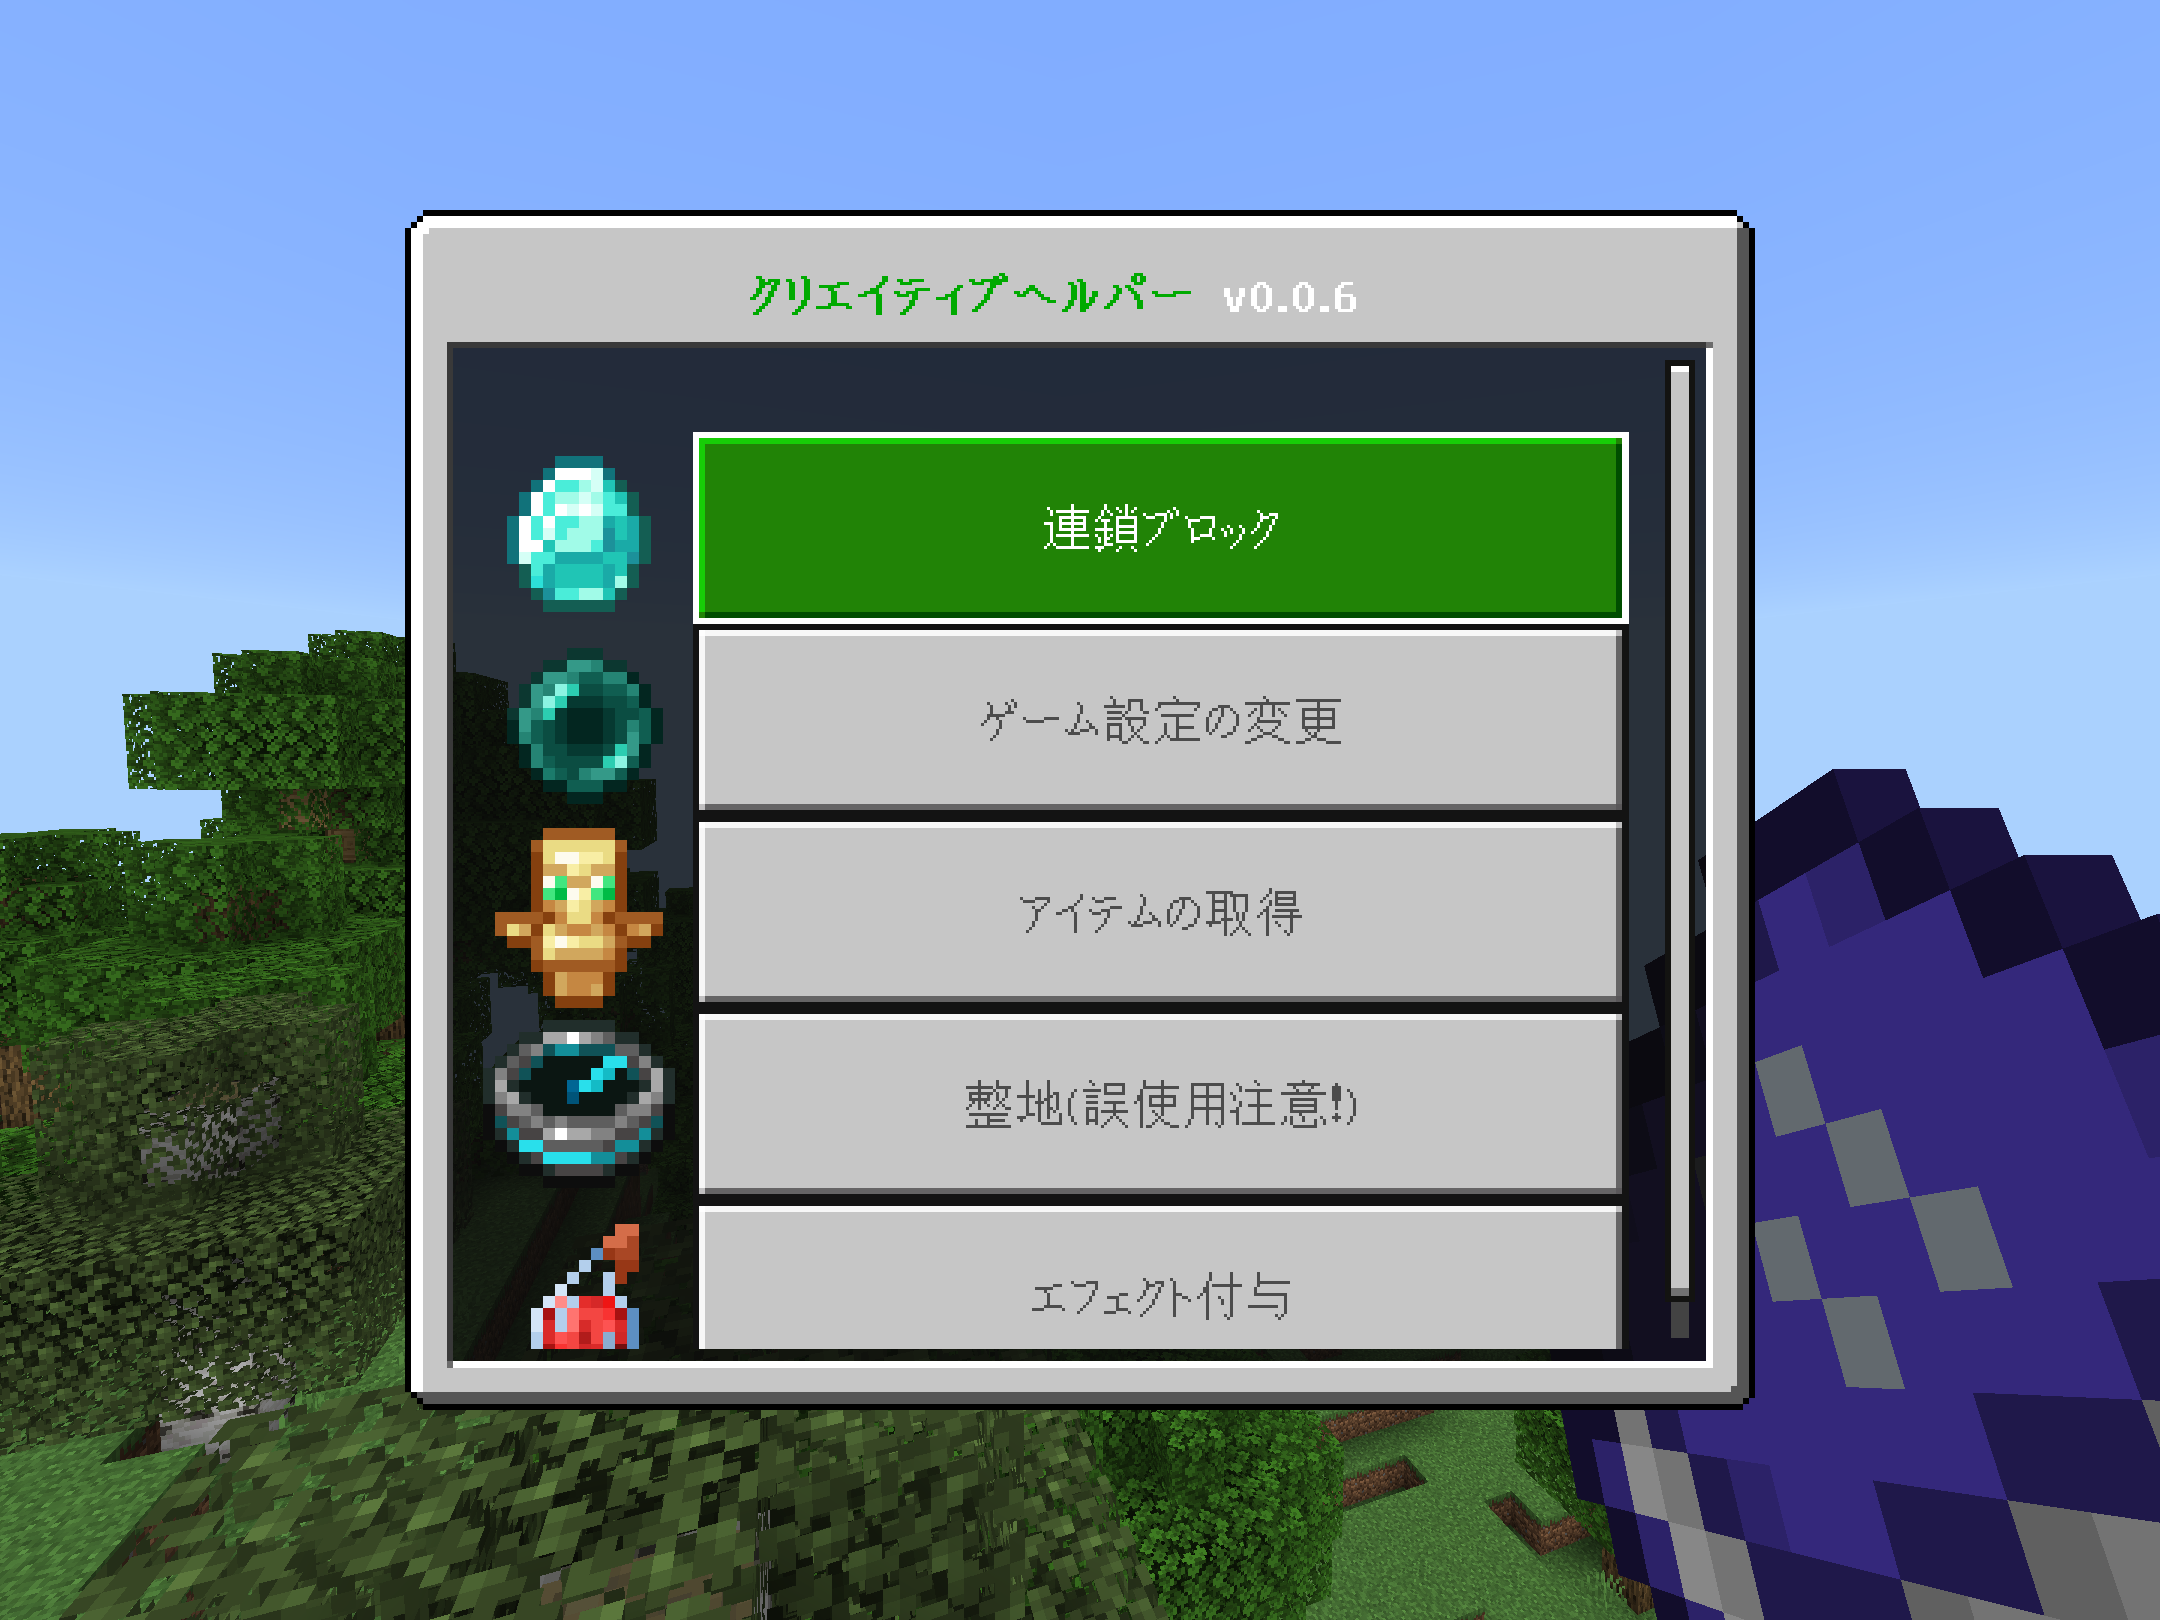 クリエイティブヘルパー v0.0.6
連鎖ブロック
ゲーム設定の変更
アイテムの取得
整地(誤使用注意!)
エフェクト付与